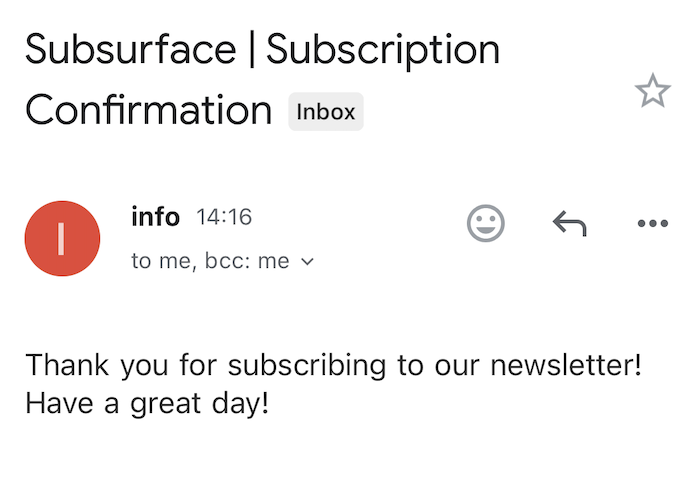 Subsurface | Subscription
Confirmation Inbox
I
info 14:16
to me, bcc: me
Thank you for subscribing to our newsletter!
Have a great day!